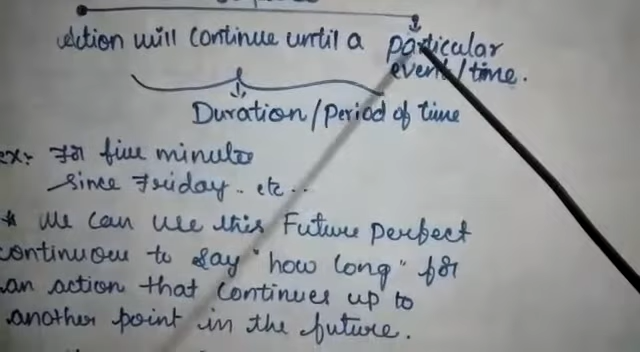 Action will continue until a particular
event/time.
Duration/Period of time
ex:- For five minutes
since Friday. etc...
* We can use this Future perfect
continuous to say "how long" for
an action that continues up to
another point in the future.